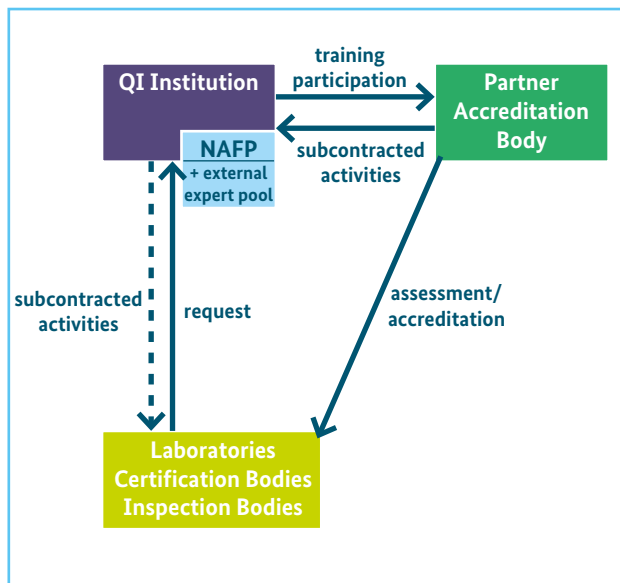 training
participation
QI Institution
Partner
Accreditation
Body
NAFP
+ external
expert pool
subcontracted
activities
subcontracted
activities
request
assessment/
accreditation
Laboratories
Certification Bodies
Inspection Bodies